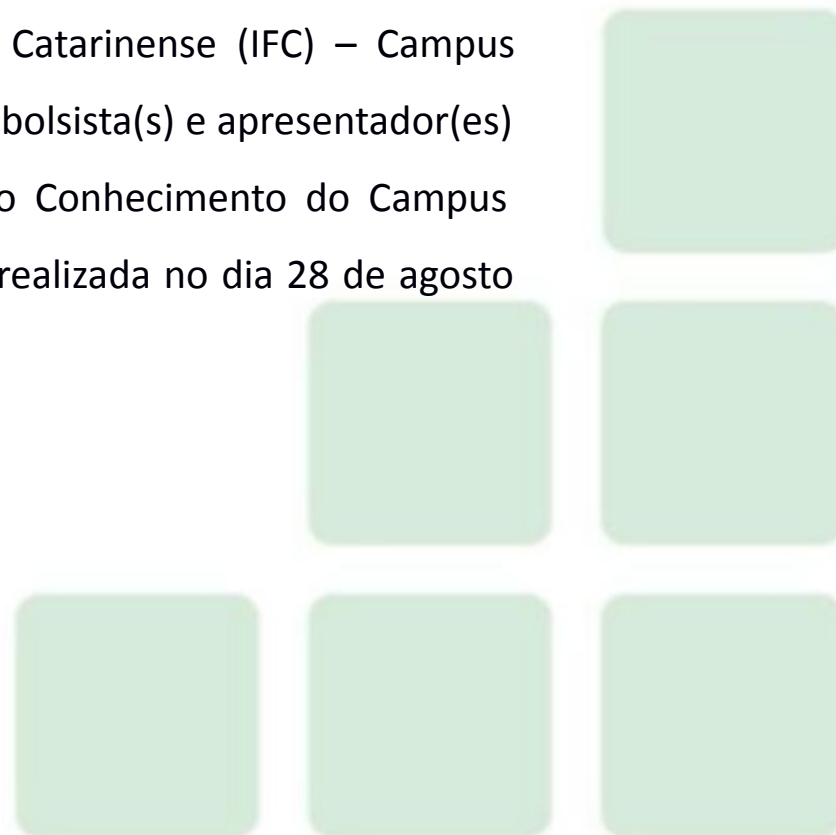 Catarinense (IFC) – Campus
bolsista(s) e apresentador(es)
o Conhecimento do Campus
realizada no dia 28 de agosto